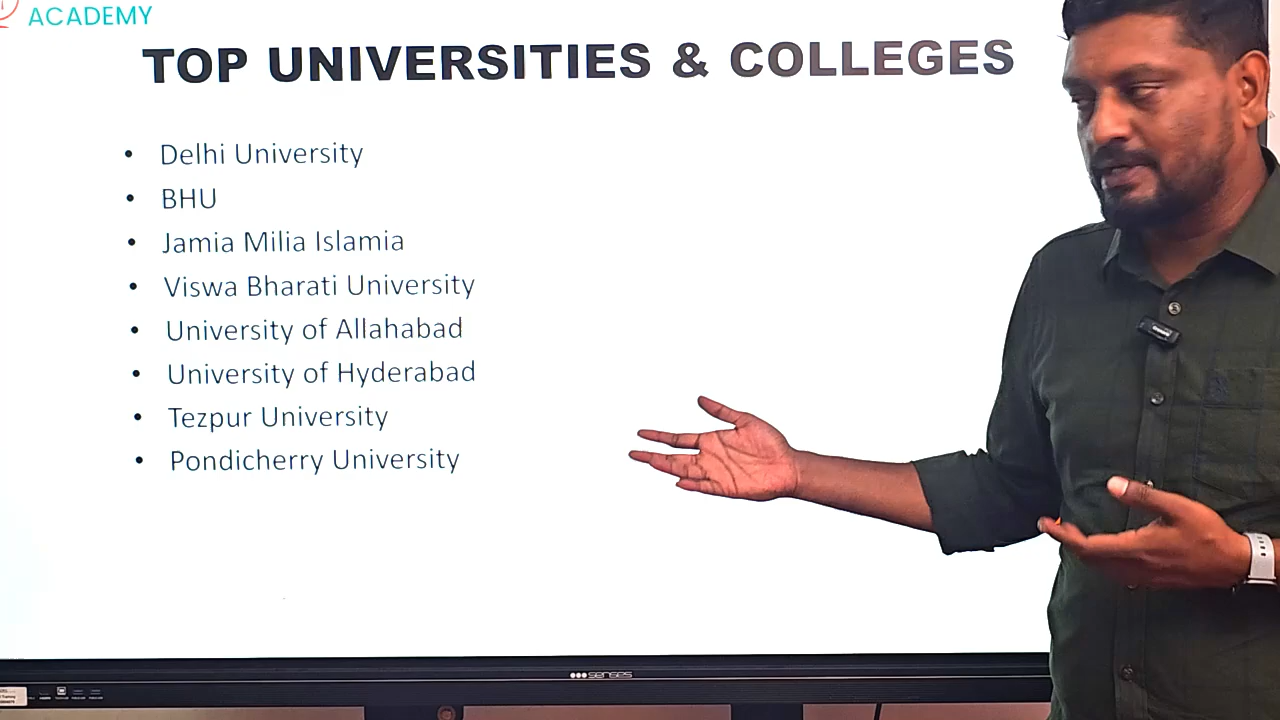 ACADEMY
TOP UNIVERSITIES & COLLEGES
• Delhi University
• BHU
• Jamia Milia Islamia
• Viswa Bharati University
• University of Allahabad
• University of Hyderabad
• Tezpur University
• Pondicherry University
senses